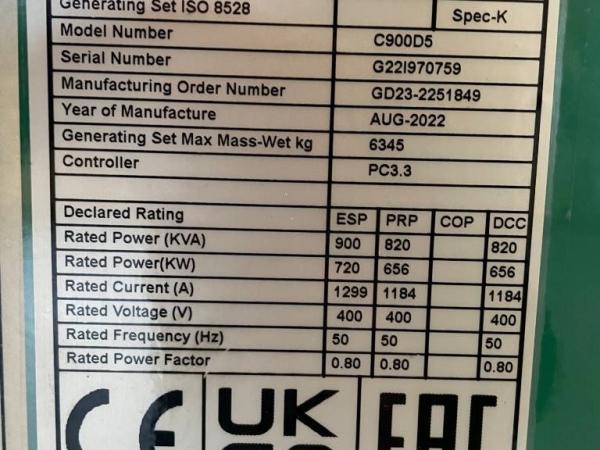 Generating Set ISO 8528 Spec-K
Model Number C900D5
Serial Number G22I970759
Manufacturing Order Number GD23-2251849
Year of Manufacture AUG-2022
Generating Set Max Mass-Wet kg 6345
Controller PC3.3
Declared Rating ESP PRP COP DCC
Rated Power (KVA) 900 820 820
Rated Power(KW) 720 656 656
Rated Current (A) 1299 1184 1184
Rated Voltage (V) 400 400 400
Rated Frequency (Hz) 50 50 50
Rated Power Factor 0.80 0.80 0.80
CE UK EAC